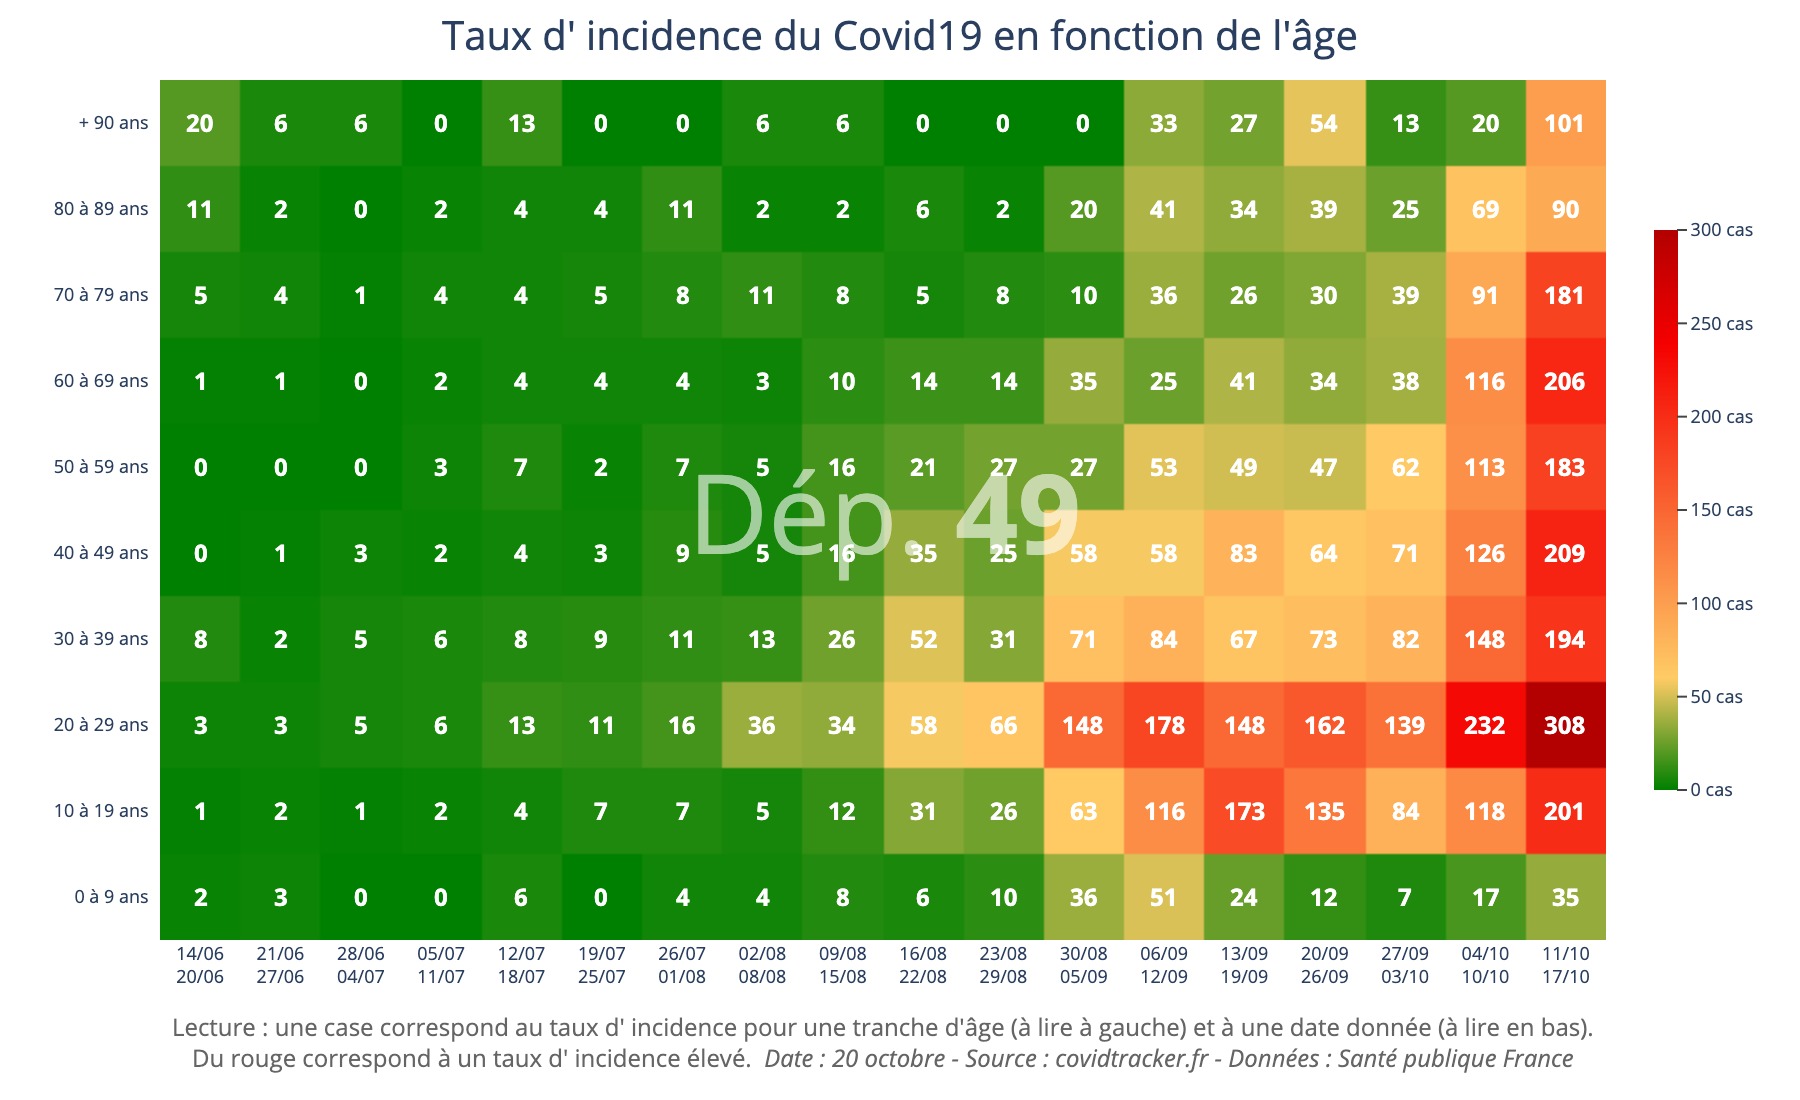 Taux d' incidence du Covid19 en fonction de l'âge
+ 90 ans 20 6 6 0 13 0 0 6 6 0 0 0 33 27 54 13 20 101
80 à 89 ans 11 2 0 2 4 4 11 2 2 6 2 20 41 34 39 25 69 90
70 à 79 ans 5 4 1 4 4 5 8 11 8 5 8 10 36 26 30 39 91 181
60 à 69 ans 1 1 0 2 4 4 4 3 10 14 14 35 25 41 34 38 116 206
50 à 59 ans 0 0 0 3 7 2 7 5 16 21 27 27 53 49 47 62 113 183
Dép. 49
40 à 49 ans 0 1 3 2 4 3 9 5 16 35 25 58 58 83 64 71 126 209
30 à 39 ans 8 2 5 6 8 9 11 13 26 52 31 71 84 67 73 82 148 194
20 à 29 ans 3 3 5 6 13 11 16 36 34 58 66 148 178 148 162 139 232 308
10 à 19 ans 1 2 1 2 4 7 7 5 12 31 26 63 116 173 135 84 118 201
0 à 9 ans 2 3 0 0 6 0 4 4 8 6 10 36 51 24 12 7 17 35
14/06 21/06 28/06 05/07 12/07 19/07 26/07 02/08 09/08 16/08 23/08 30/08 06/09 13/09 20/09 27/09 04/10 11/10
20/06 27/06 04/07 11/07 18/07 25/07 01/08 08/08 15/08 22/08 29/08 05/09 12/09 19/09 26/09 03/10 10/10 17/10
300 cas
250 cas
200 cas
150 cas
100 cas
50 cas
0 cas
Lecture : une case correspond au taux d' incidence pour une tranche d'âge (à lire à gauche) et à une date donnée (à lire en bas).
Du rouge correspond à un taux d' incidence élevé. Date : 20 octobre - Source : covidtracker.fr - Données : Santé publique France